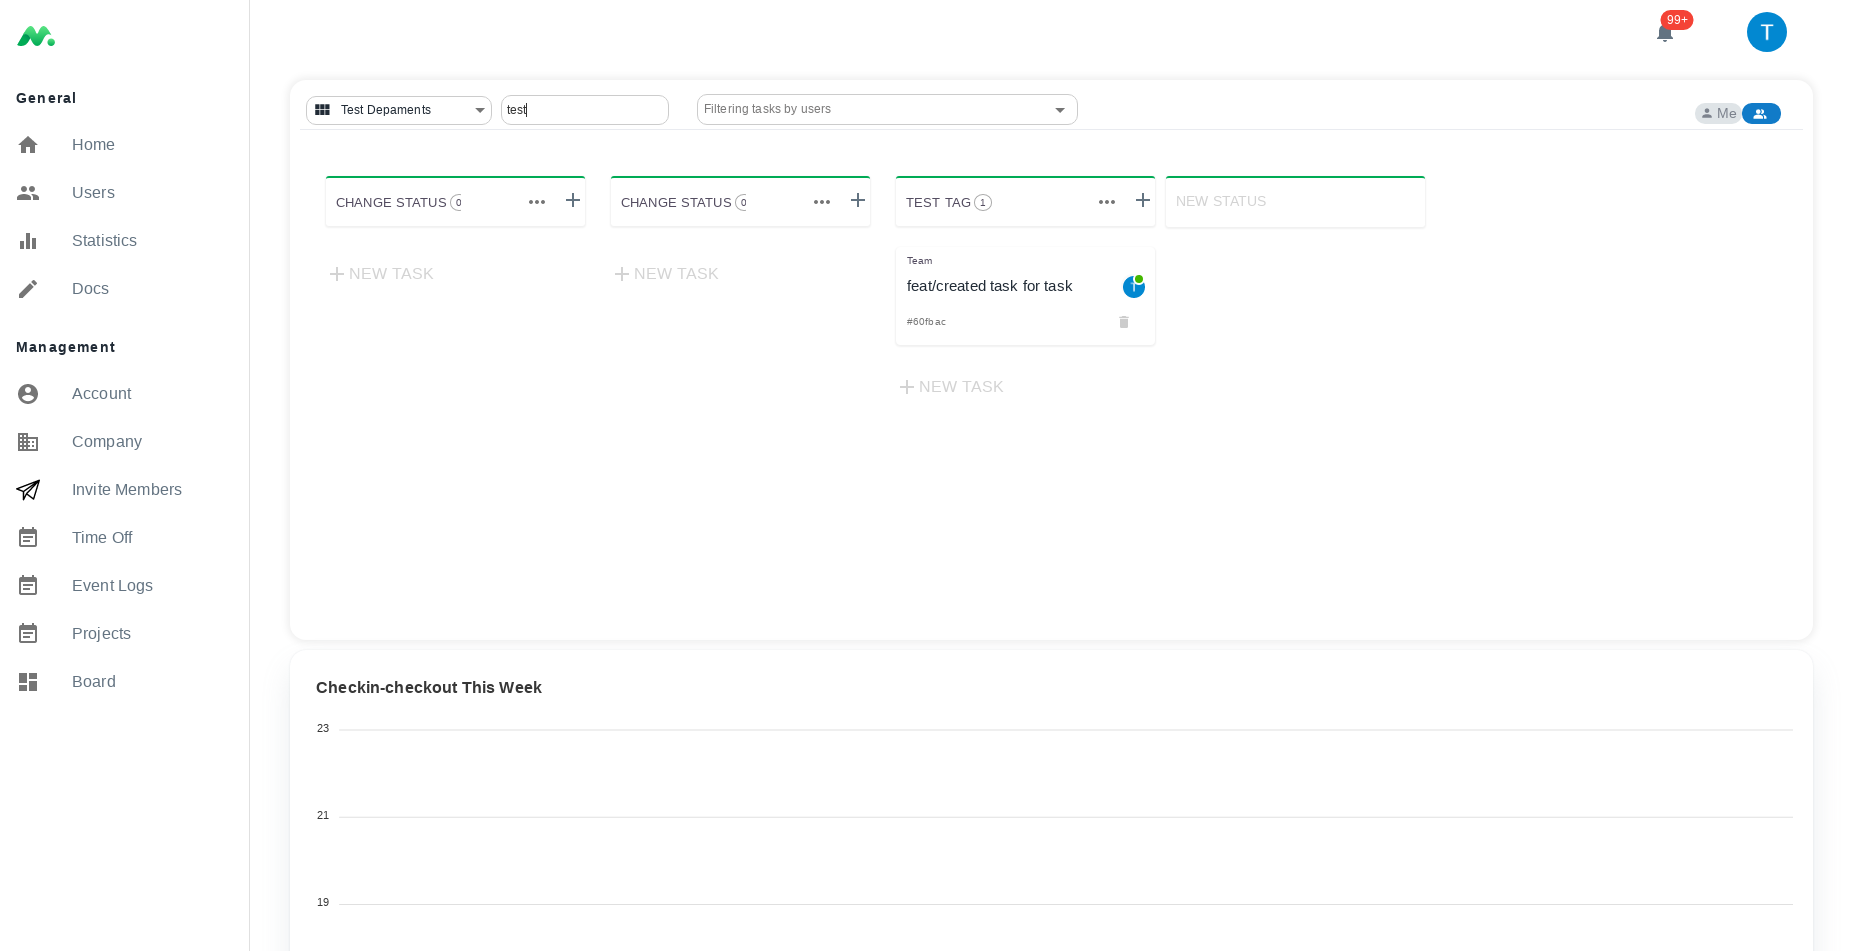 99+
T
General
Home
Users
Statistics
Docs
Management
Account
Company
Invite Members
Time Off
Event Logs
Projects
Board
Test Depaments
test
Filtering tasks by users
Me
CHANGE STATUS 0
NEW TASK
CHANGE STATUS 0
NEW TASK
TEST TAG 1
Team
feat/created task for task
T
#60fbac
NEW TASK
NEW STATUS
Checkin-checkout This Week
23
21
19